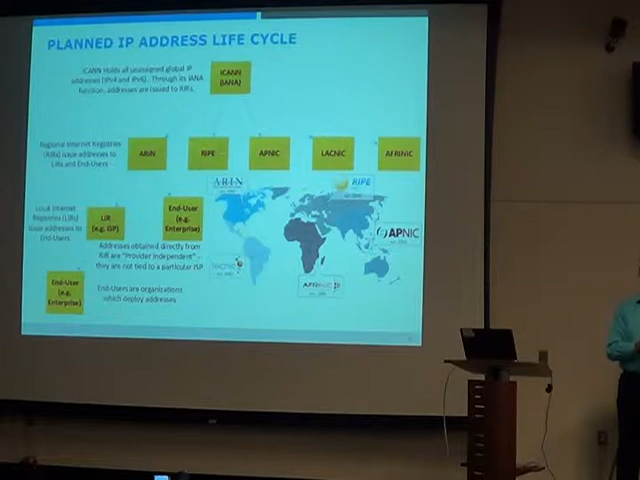 PLANNED IP ADDRESS LIFE CYCLE
ICANN Holds all unassigned global IP
addresses (IPv4 and IPv6). Through its IANA
function, addresses are issued to RIRs.
ICANN
(IANA)
Regional Internet Registries
(RIRs) issue addresses to
LIRs and End-Users
ARIN
RIPE
APNIC
LACNIC
AFRINIC
ARIN
RIPE
APNIC
lacnic
AFRINIC
Local Internet
Registries (LIRs)
issue addresses to
End-Users.
LIR
(e.g. ISP)
End-User
(e.g.
Enterprise)
Addresses obtained directly from
RIR are "Provider Independent" -
they are not tied to a particular ISP
End-User
(e.g.
Enterprise)
End-Users are organizations
which deploy addresses